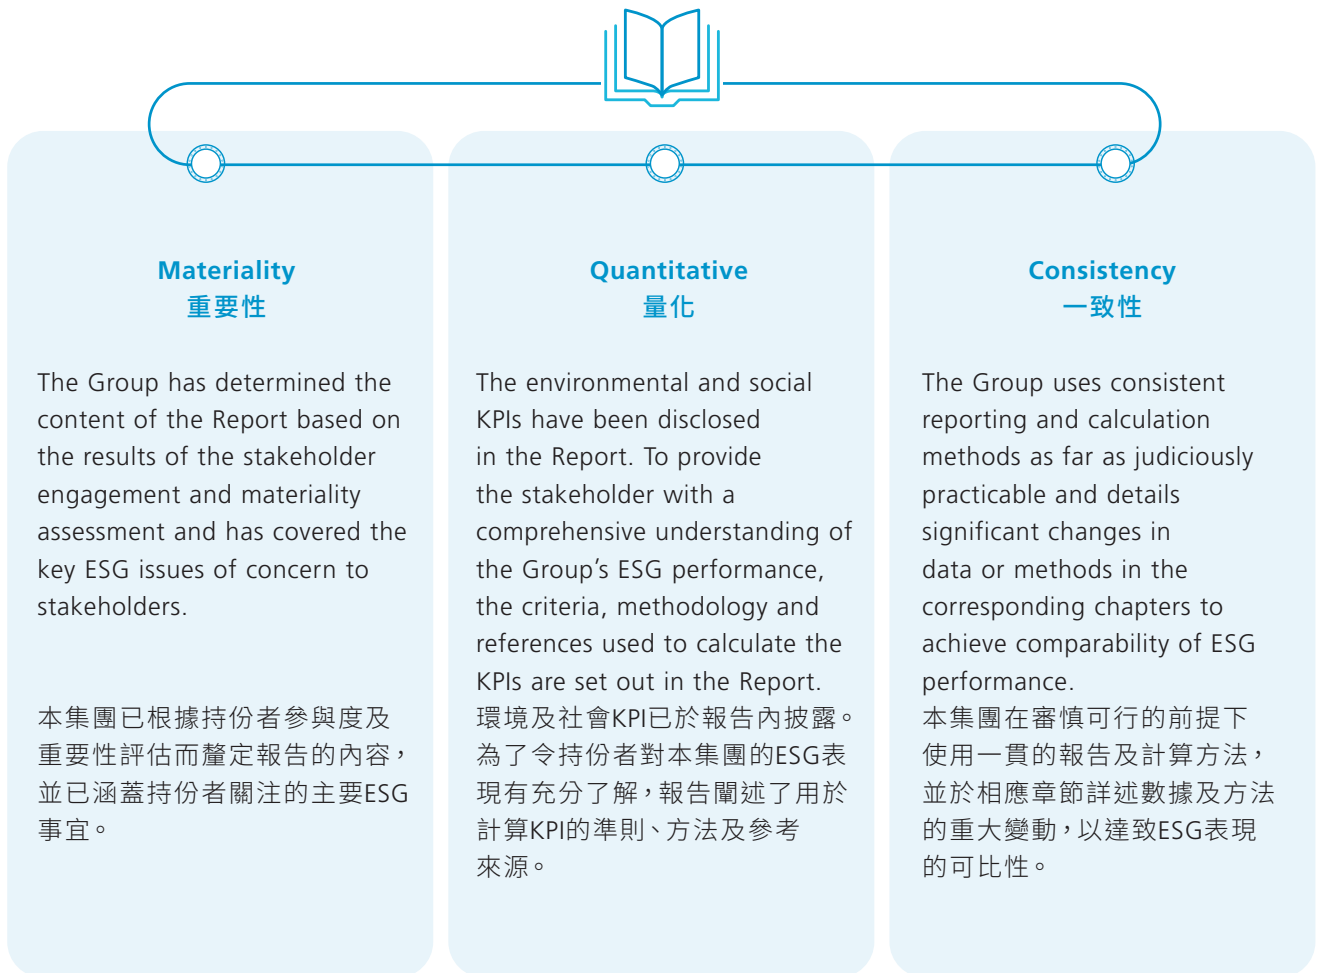 Materiality
重要性
The Group has determined the
content of the Report based on
the results of the stakeholder
engagement and materiality
assessment and has covered the
key ESG issues of concern to
stakeholders.
本集團已根據持份者參與度及
重要性評估而釐定報告的內容，
並已涵蓋持份者關注的主要ESG
事宜。
Quantitative
量化
The environmental and social
KPIs have been disclosed
in the Report. To provide
the stakeholder with a
comprehensive understanding of
the Group’s ESG performance,
the criteria, methodology and
references used to calculate the
KPIs are set out in the Report.
環境及社會KPI已於報告內披露。
為了令持份者對本集團的ESG表
現有充分了解，報告闡述了用於
計算KPI的準則、方法及參考
來源。
Consistency
一致性
The Group uses consistent
reporting and calculation
methods as far as judiciously
practicable and details
significant changes in
data or methods in the
corresponding chapters to
achieve comparability of ESG
performance.
本集團在審慎可行的前提下
使用一貫的報告及計算方法，
並於相應章節詳述數據及方法
的重大變動，以達致ESG表現
的可比性。